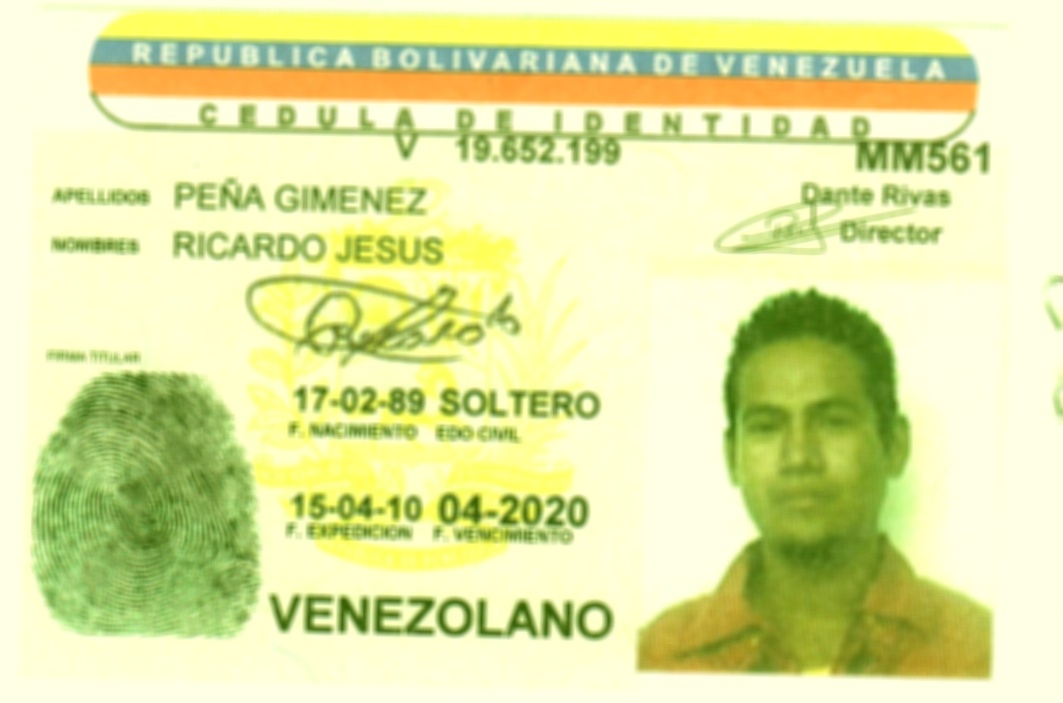 REPUBLICA BOLIVARIANA DE VENEZUELA
CEDULA DE IDENTIDAD
V 19.652.199
MM561
APELLIDOS PEÑA GIMENEZ
Dante Rivas
Director
NOMBRES RICARDO JESUS
FIRMA TITULAR
17-02-89 SOLTERO
F. NACIMIENTO EDO CIVIL
15-04-10 04-2020
F. EXPEDICION F. VENCIMIENTO
VENEZOLANO